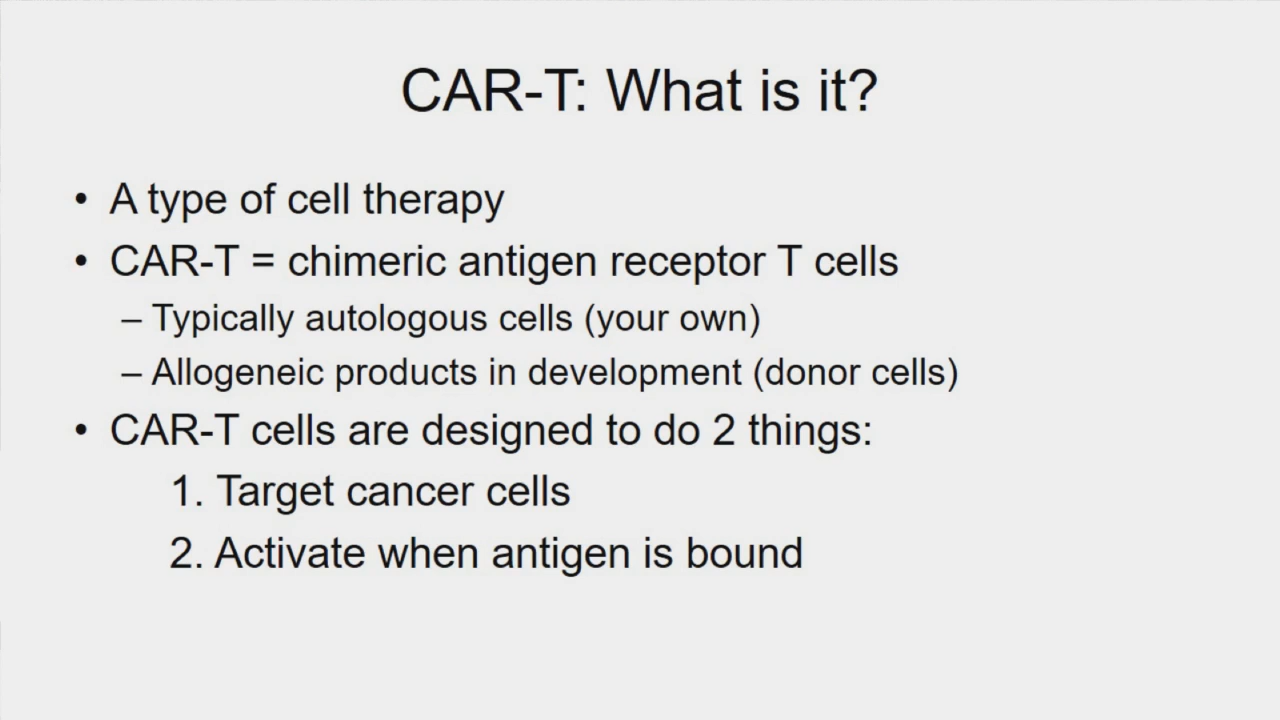 CAR-T: What is it?
• A type of cell therapy
• CAR-T = chimeric antigen receptor T cells
– Typically autologous cells (your own)
– Allogeneic products in development (donor cells)
• CAR-T cells are designed to do 2 things:
1. Target cancer cells
2. Activate when antigen is bound